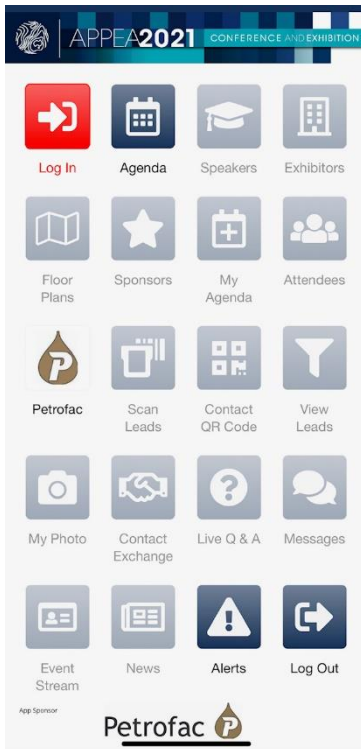 APPEA2021 CONFERENCE AND EXHIBITION
Log In
Agenda
Speakers
Exhibitors
Floor
Plans
Sponsors
My
Agenda
Attendees
P
Petrofac
Scan
Leads
Contact
QR Code
View
Leads
My Photo
Contact
Exchange
Live Q & A
Messages
Event
Stream
News
Alerts
Log Out
App Sponsor
Petrofac P